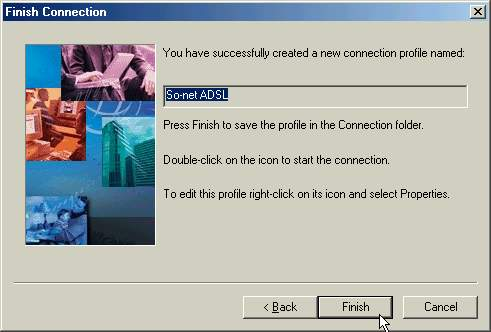 Finish Connection
You have successfully created a new connection profile named:
So-net ADSL
Press Finish to save the profile in the Connection folder.
Double-click on the icon to start the connection.
To edit this profile right-click on its icon and select Properties.
< Back Finish Cancel